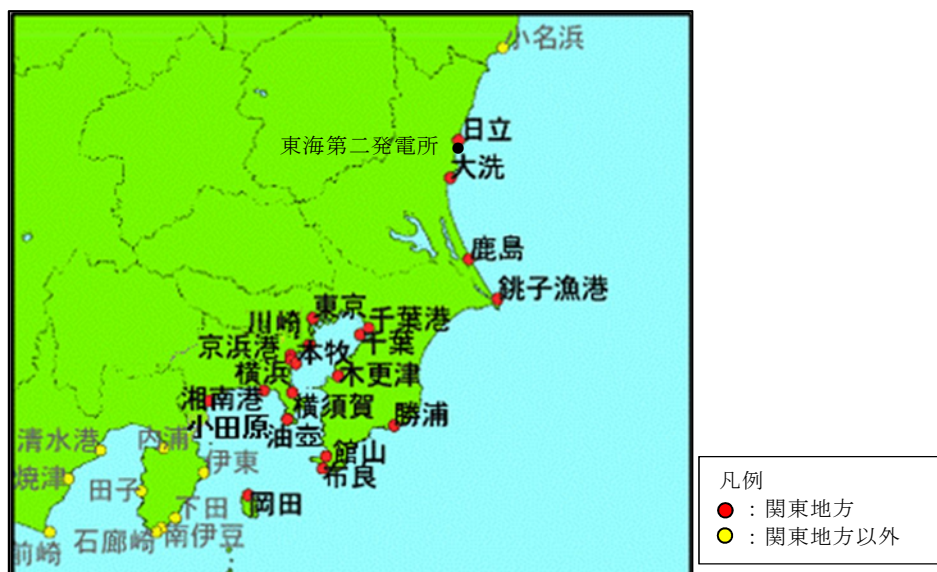 小名浜
日立
東海第二発電所
大洗
鹿島
銚子漁港
東京
千葉港
川崎
千葉
京浜港
本牧
横浜
木更津
湘南港
横須賀
小田原
油壺
勝浦
清水港
内浦
館山
伊東
布良
焼津
田子
岡田
下田
石廊崎
南伊豆
前崎
凡例
:関東地方
:関東地方以外